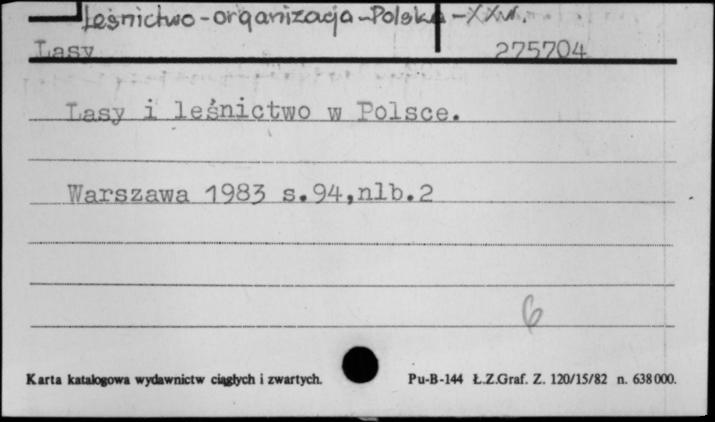 Leśnictwo - organizacja - Polska - XX w.
Lasy 275704
Lasy i leśnictwo w Polsce.
Warszawa 1983 s.94,nlb.2
6
Karta katalogowa wydawnictw ciągłych i zwartych. Pu-B-144 Ł.Z.Graf. Z. 120/15/82 n. 638000.